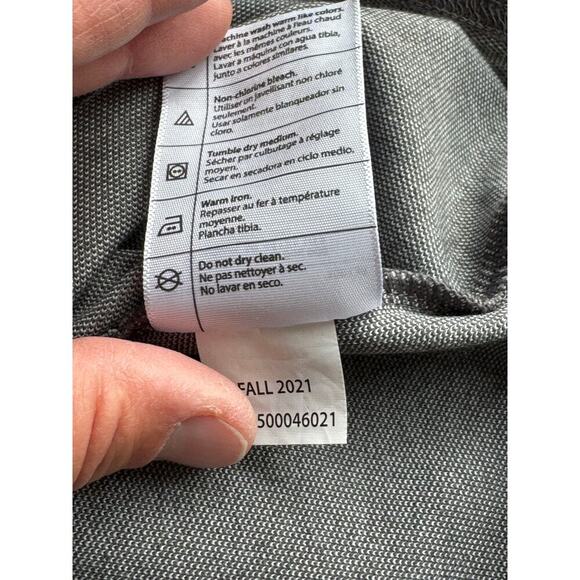 Machine wash warm like colors.
Laver à la machine à l'eau chaud
avec les mêmes couleurs.
Lavar a máquina con agua tibia,
junto a colores similares.
Non-chlorine bleach.
Utiliser un javellisant non chloré
seulement.
Usar solamente blanqueador sin
cloro.
Tumble dry medium.
Sécher par culbutage à réglage
moyen.
Secar en secadora en ciclo medio.
Warm iron.
Repasser au fer à température
moyenne.
Plancha tibia.
Do not dry clean.
Ne pas nettoyer à sec.
No lavar en seco.
FALL 2021
500046021